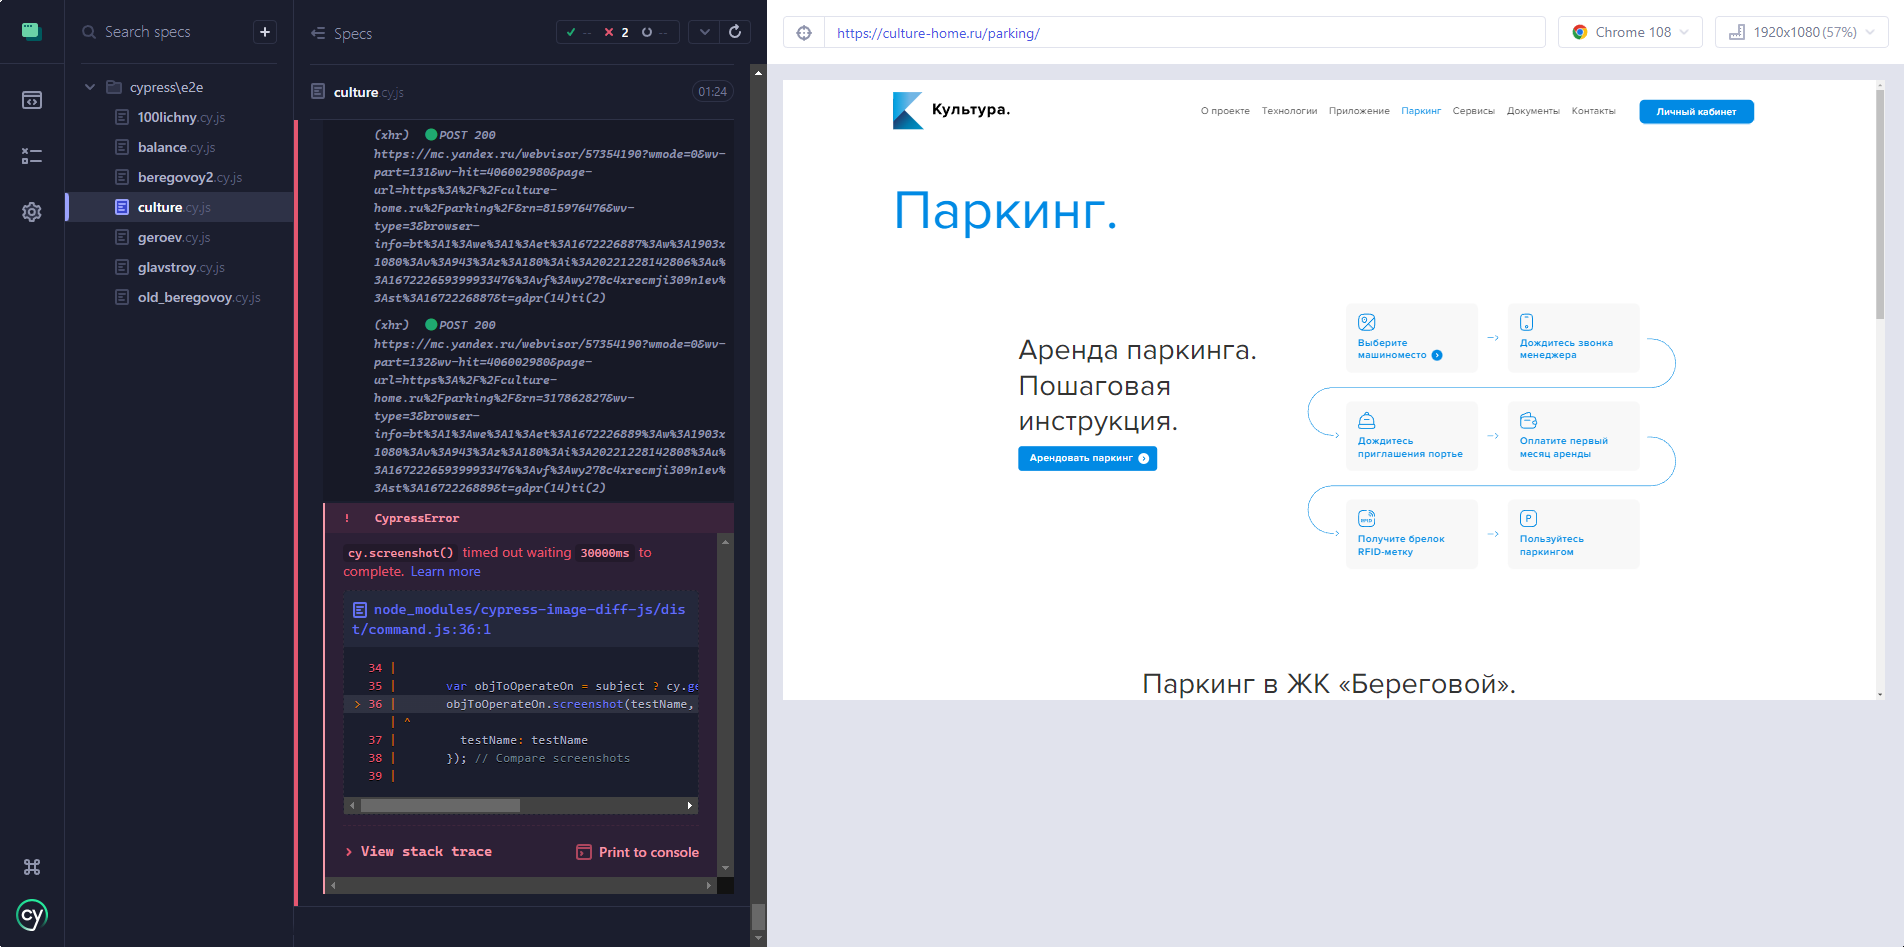 Search specs
+
cypress\e2e
100lichny.cy.js
balance.cy.js
beregovoy2.cy.js
culture.cy.js
geroev.cy.js
glavstroy.cy.js
old_beregovoy.cy.js
cy
Specs
--
2
--
culture.cy.js
01:24
(xhr) POST 200
https://mc.yandex.ru/webvisor/57354190?wmode=0&wv-
part=131&wv-hit=406002980&page-
url=https%3A%2F%2Fculture-
home.ru%2Fparking%2F&rn=815976476&wv-
type=3&browser-
info=bt%3A1%3Awe%3A1%3Aet%3A1672226887%3Aw%3A1903x
1080%3Av%3A943%3Az%3A180%3Ai%3A20221228142806%3Au%
3A1672226593999334​76%3Avf%3Awy278c4xrecmji309n1ev%
3Ast%3A1672226887&t=gdpr(14)ti(2)
(xhr) POST 200
https://mc.yandex.ru/webvisor/57354190?wmode=0&wv-
part=132&wv-hit=406002980&page-
url=https%3A%2F%2Fculture-
home.ru%2Fparking%2F&rn=317862827&wv-
type=3&browser-
info=bt%3A1%3Awe%3A1%3Aet%3A1672226889%3Aw%3A1903x
1080%3Av%3A943%3Az%3A180%3Ai%3A20221228142808%3Au%
3A1672226593999333476%3Avf%3Awy278c4xrecmji309n1ev%
3Ast%3A1672226889&t=gdpr(14)ti(2)
! CypressError
cy.screenshot() timed out waiting 30000ms to
complete. Learn more
node_modules/cypress-image-diff-js/dis
t/command.js:36:1
34 |
35 | var objToOperateOn = subject ? cy.ge
> 36 | objToOperateOn.screenshot(testName,
| ^
37 | testName: testName
38 | }); // Compare screenshots
39 |
> View stack trace
Print to console
https://culture-home.ru/parking/
Chrome 108
1920x1080 (57%)
Культура.
О проекте Технологии Приложение Паркинг Сервисы Документы Контакты
Личный кабинет
Паркинг.
Аренда паркинга.
Пошаговая
инструкция.
Арендовать паркинг
Выберите
машиноместо
Дождитесь звонка
менеджера
Дождитесь
приглашения портье
Оплатите первый
месяц аренды
RFID
Получите брелок
RFID-метку
P
Пользуйтесь
паркингом
Паркинг в ЖК «Береговой».